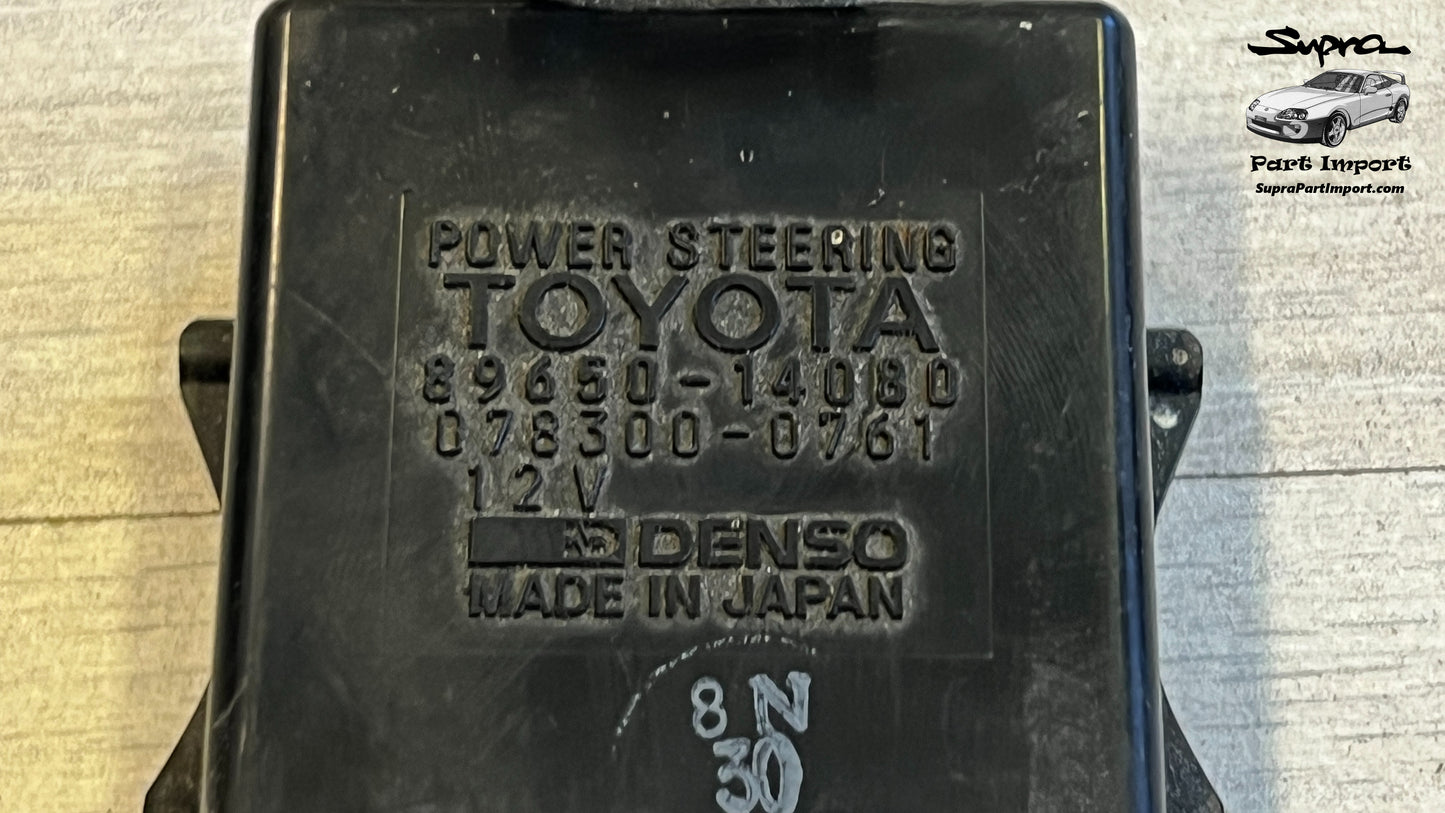 Supra
Part Import
SupraPartImport.com
POWER STEERING
TOYOTA
89650-14080
078300-0761
12V
DENSO
MADE IN JAPAN
8 N
30